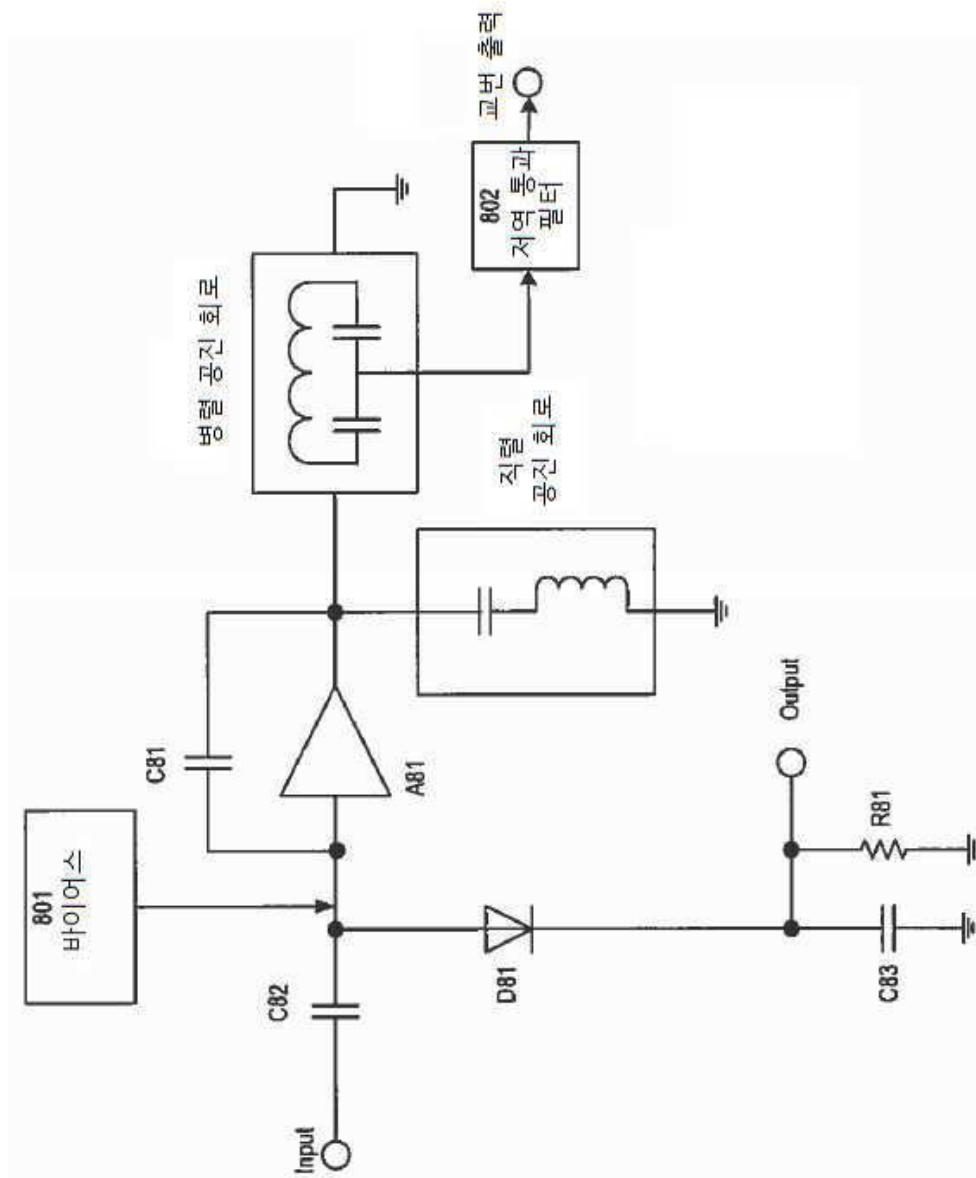 801
바이어스
C81
병렬 공진 회로
C82
Input
A81
D81
직렬
공진 회로
802
저역 통과
필터
교번 출력
Output
C83
R81